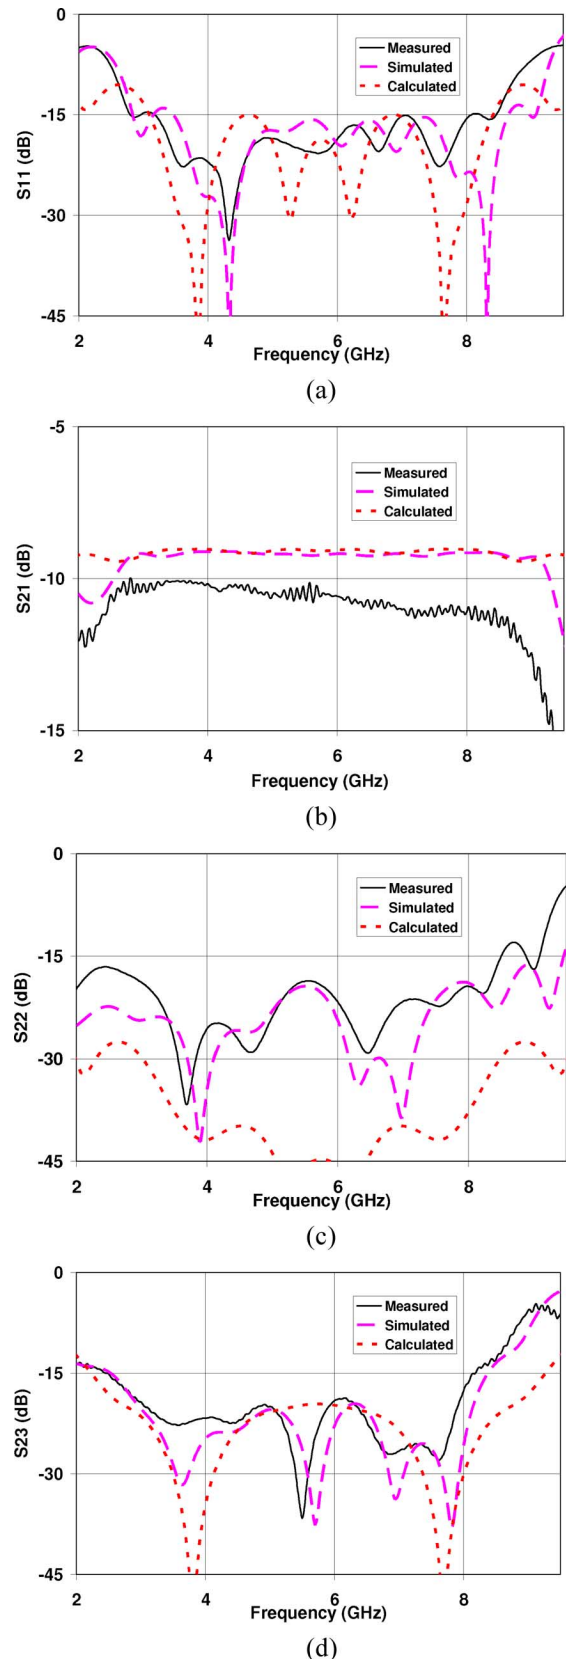 0
Measured
Simulated
Calculated
-15
S11 (dB)
-30
-45
2
4
6
8
Frequency (GHz)
(a)
-5
Measured
Simulated
Calculated
S21 (dB)
-10
-15
2
4
6
8
Frequency (GHz)
(b)
0
Measured
Simulated
Calculated
-15
S22 (dB)
-30
-45
2
4
6
8
Frequency (GHz)
(c)
0
Measured
Simulated
Calculated
-15
S23 (dB)
-30
-45
2
4
6
8
Frequency (GHz)
(d)